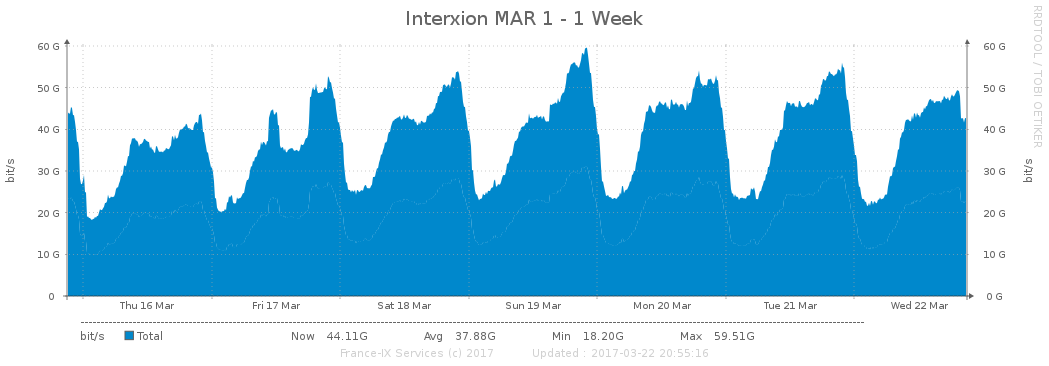 Interxion MAR 1 - 1 Week
RRDTOOL / TOBI OETIKER
bit/s
60 G 60 G
50 G 50 G
40 G 40 G
30 G 30 G
20 G 20 G
10 G 10 G
0 0 G
bit/s
Thu 16 Mar Fri 17 Mar Sat 18 Mar Sun 19 Mar Mon 20 Mar Tue 21 Mar Wed 22 Mar
bit/s Total Now 44.11G Avg 37.88G Min 18.20G Max 59.51G
France-IX Services (c) 2017 Updated : 2017-03-22 20:55:16